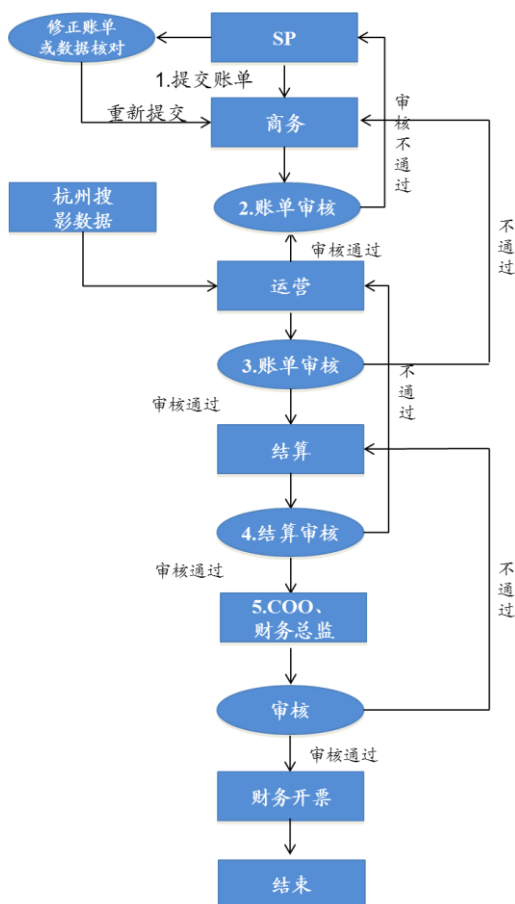 修正账单
或数据核对
SP
1.提交账单
重新提交
商务
审核不通过
杭州搜
影数据
2.账单审核
审核通过
不通过
运营
3.账单审核
不通过
审核通过
结算
4.结算审核
审核通过
不通过
5.COO、
财务总监
审核
审核通过
财务开票
结束